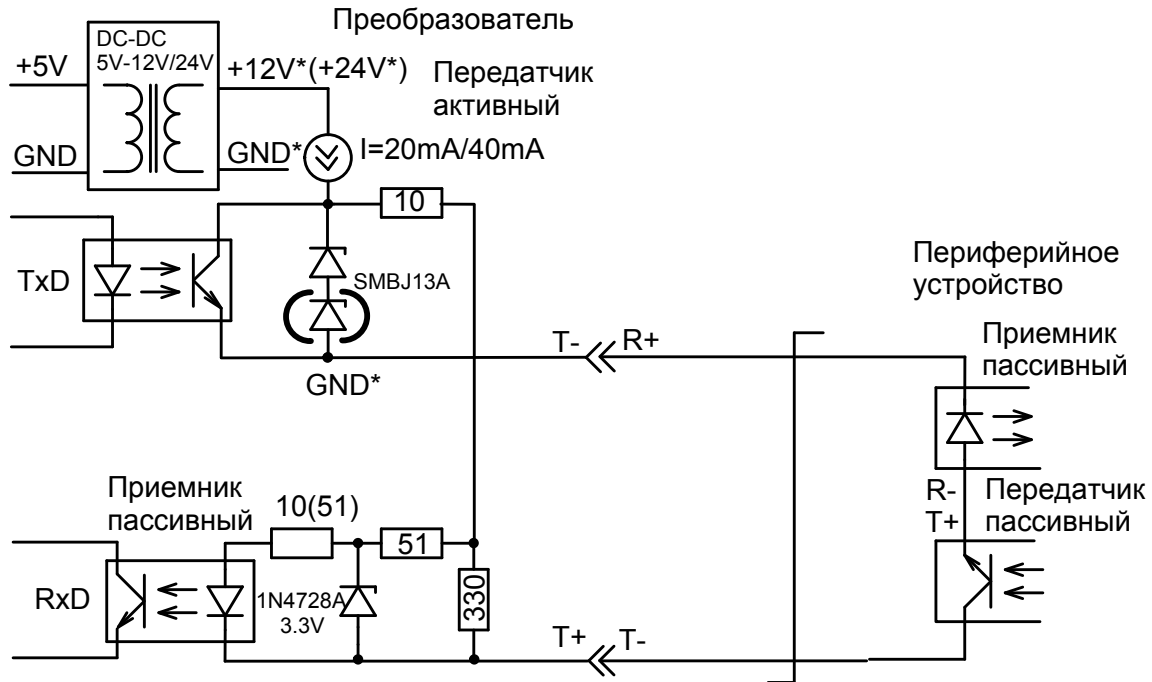 Преобразователь
DC-DC
5V-12V/24V
+5V
+12V*(+24V*)
Передатчик
активный
GND
GND*
I=20mA/40mA
10
TxD
SMBJ13A
Периферийное
устройство
T-
R+
Приемник
пассивный
GND*
R-
T+
Передатчик
пассивный
Приемник
пассивный
10(51)
51
RxD
1N4728A
3.3V
330
T+
T-